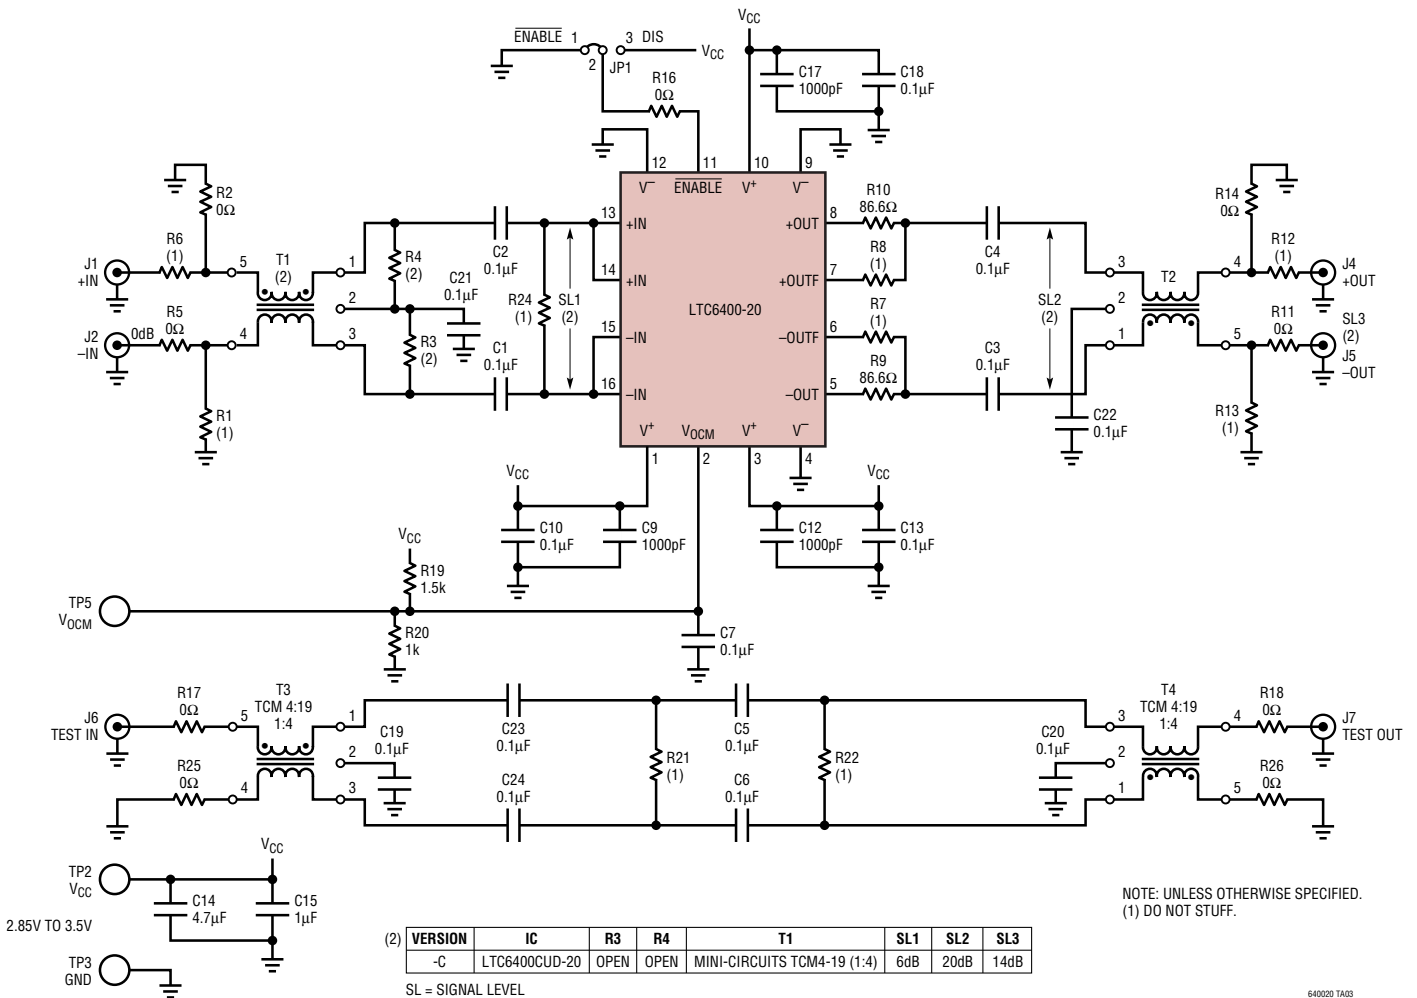 VCC
ENABLE 1
3 DIS
VCC
2
JP1
R16
0Ω
C17
1000pF
C18
0.1µF
12
11
10
9
V–
ENABLE
V+
V–
R2
0Ω
R6
(1)
J1
+IN
5
T1
(2)
1
R4
(2)
C2
0.1µF
13
+IN
14
+IN
C21
0.1µF
R24
(1)
SL1
(2)
2
J2
–IN
0dB
R5
0Ω
4
3
R3
(2)
C1
0.1µF
15
–IN
16
–IN
R1
(1)
LTC6400-20
+OUT
8
R10
86.6Ω
+OUTF
7
R8
(1)
–OUTF
6
R7
(1)
–OUT
5
R9
86.6Ω
C4
0.1µF
C3
0.1µF
SL2
(2)
3
T2
4
2
1
5
C22
0.1µF
R14
0Ω
R12
(1)
J4
+OUT
R11
0Ω
SL3
(2)
J5
–OUT
R13
(1)
V+
VOCM
V+
V–
1
2
3
4
VCC
C10
0.1µF
C9
1000pF
VCC
C12
1000pF
C13
0.1µF
VCC
R19
1.5k
TP5
VOCM
R20
1k
C7
0.1µF
J6
TEST IN
R17
0Ω
5
T3
TCM 4:19
1:4
1
2
3
4
R25
0Ω
C19
0.1µF
C23
0.1µF
C24
0.1µF
R21
(1)
C5
0.1µF
C6
0.1µF
R22
(1)
C20
0.1µF
3
2
1
T4
TCM 4:19
1:4
4
5
R18
0Ω
J7
TEST OUT
R26
0Ω
VCC
TP2
VCC
C14
4.7µF
C15
1µF
2.85V TO 3.5V
TP3
GND
NOTE: UNLESS OTHERWISE SPECIFIED.
(1) DO NOT STUFF.
(2) VERSION IC R3 R4 T1 SL1 SL2 SL3
-C LTC6400CUD-20 OPEN OPEN MINI-CIRCUITS TCM4-19 (1:4) 6dB 20dB 14dB
SL = SIGNAL LEVEL
640020 TA03